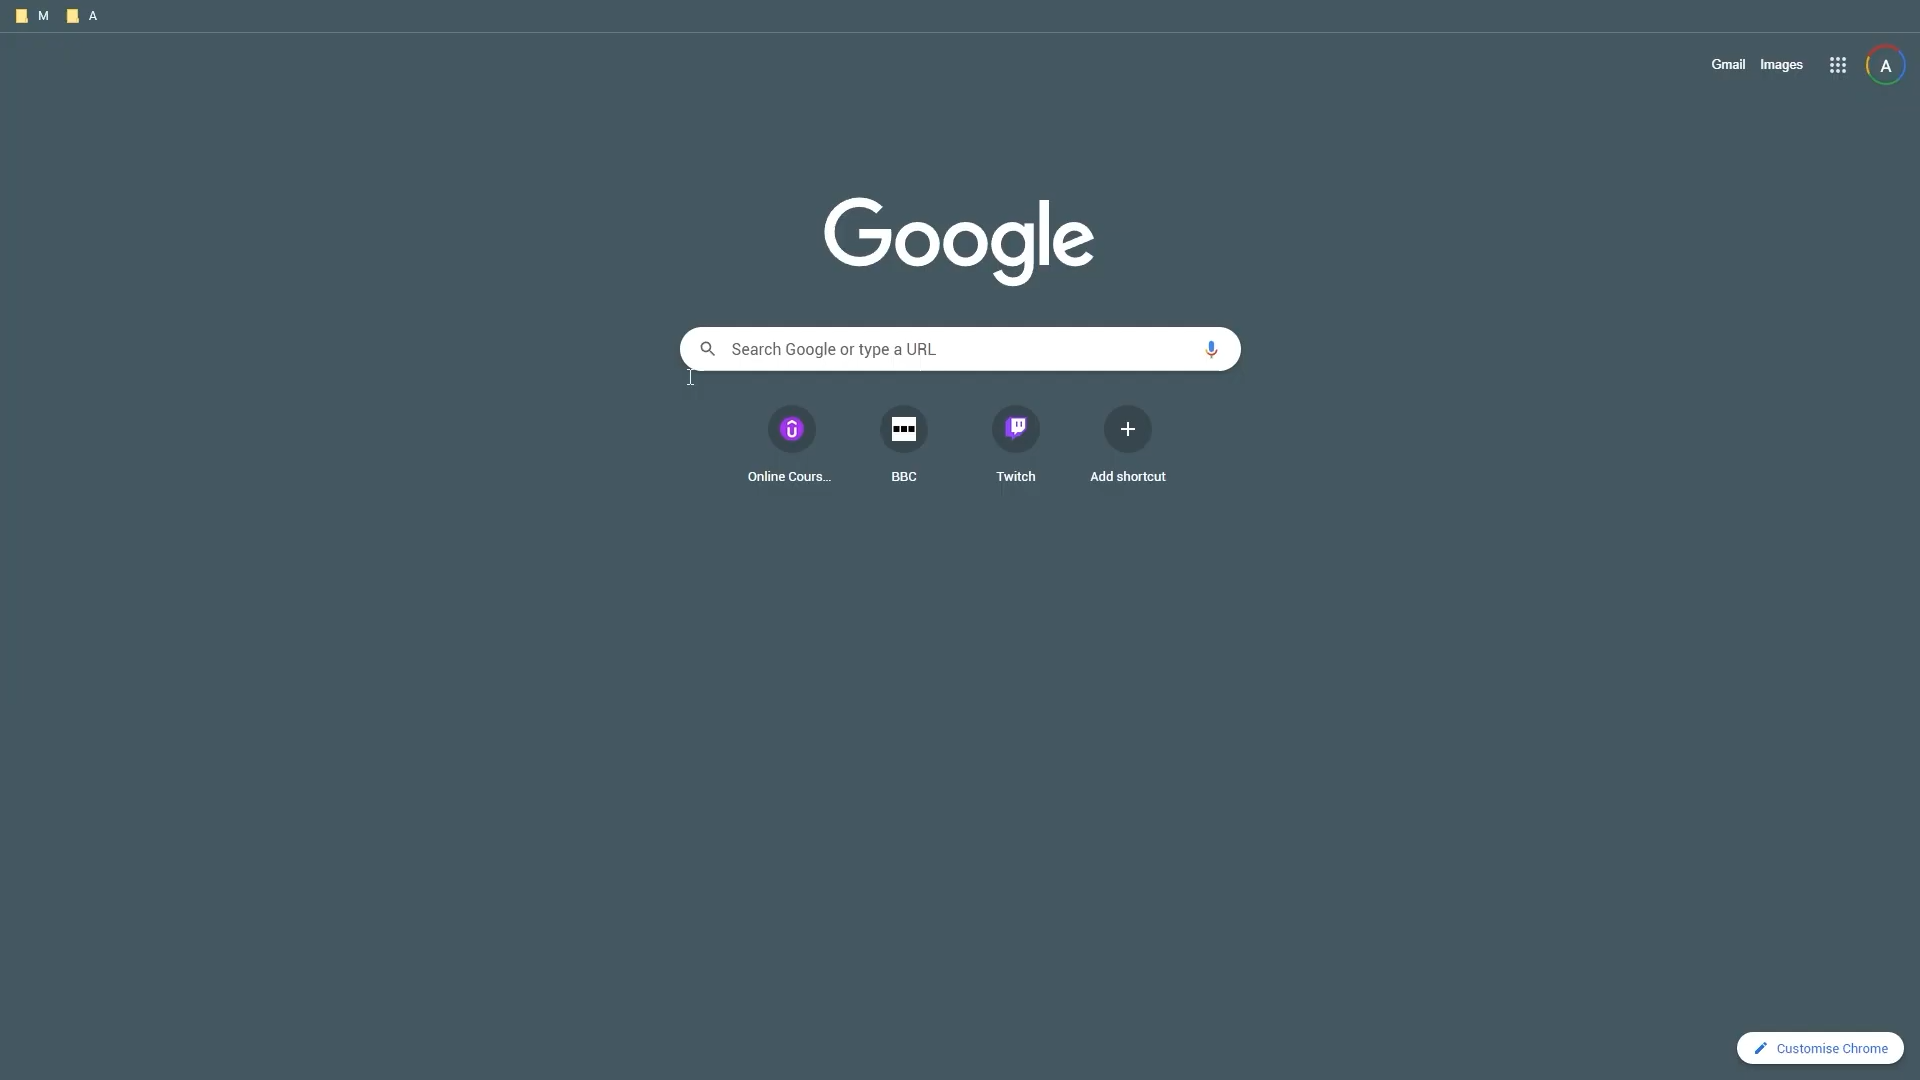 M A
Gmail Images A
Google
Search Google or type a URL
Online Cours... BBC Twitch Add shortcut
Customise Chrome